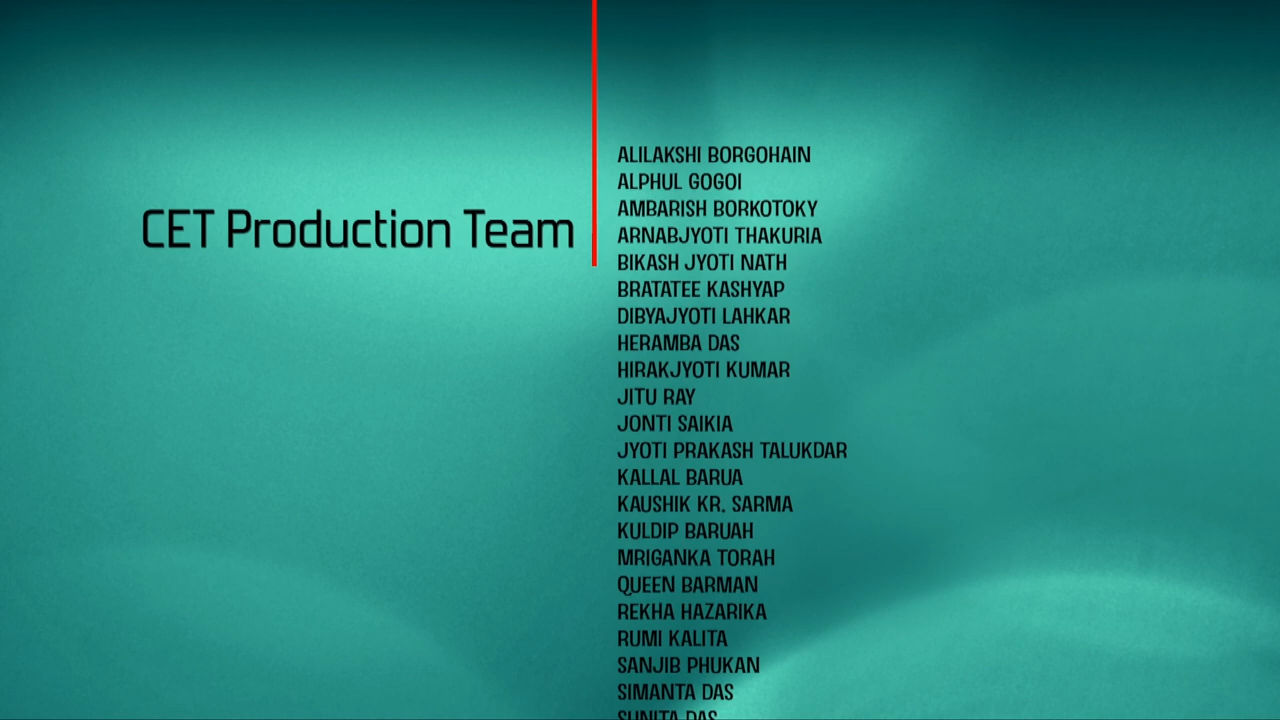 CET Production Team
ALILAKSHI BORGOHAIN
ALPHUL GOGOI
AMBARISH BORKOTOKY
ARNABJYOTI THAKURIA
BIKASH JYOTI NATH
BRATATEE KASHYAP
DIBYAJYOTI LAHKAR
HERAMBA DAS
HIRAKJYOTI KUMAR
JITU RAY
JONTI SAIKIA
JYOTI PRAKASH TALUKDAR
KALLAL BARUA
KAUSHIK KR. SARMA
KULDIP BARUAH
MRIGANKA TORAH
QUEEN BARMAN
REKHA HAZARIKA
RUMI KALITA
SANJIB PHUKAN
SIMANTA DAS
SUNITA DAS